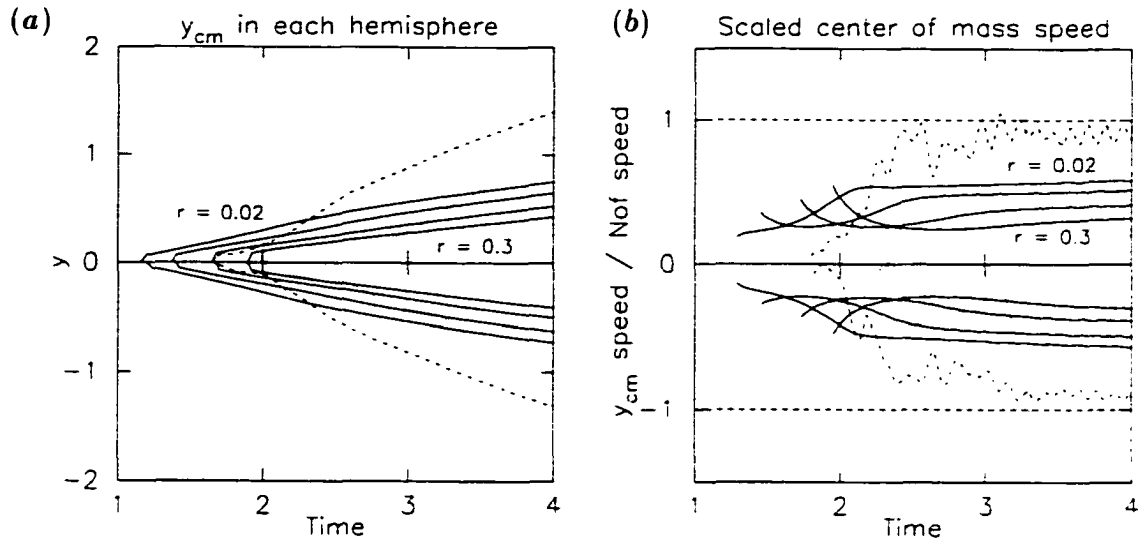 (a) y_cm in each hemisphere
2
1
0
−1
−2
y
r = 0.02
r = 0.3
1 2 3 4
Time
(b) Scaled center of mass speed
1
0
−1
y_cm speed / Nof speed
r = 0.02
r = 0.3
1 2 3 4
Time